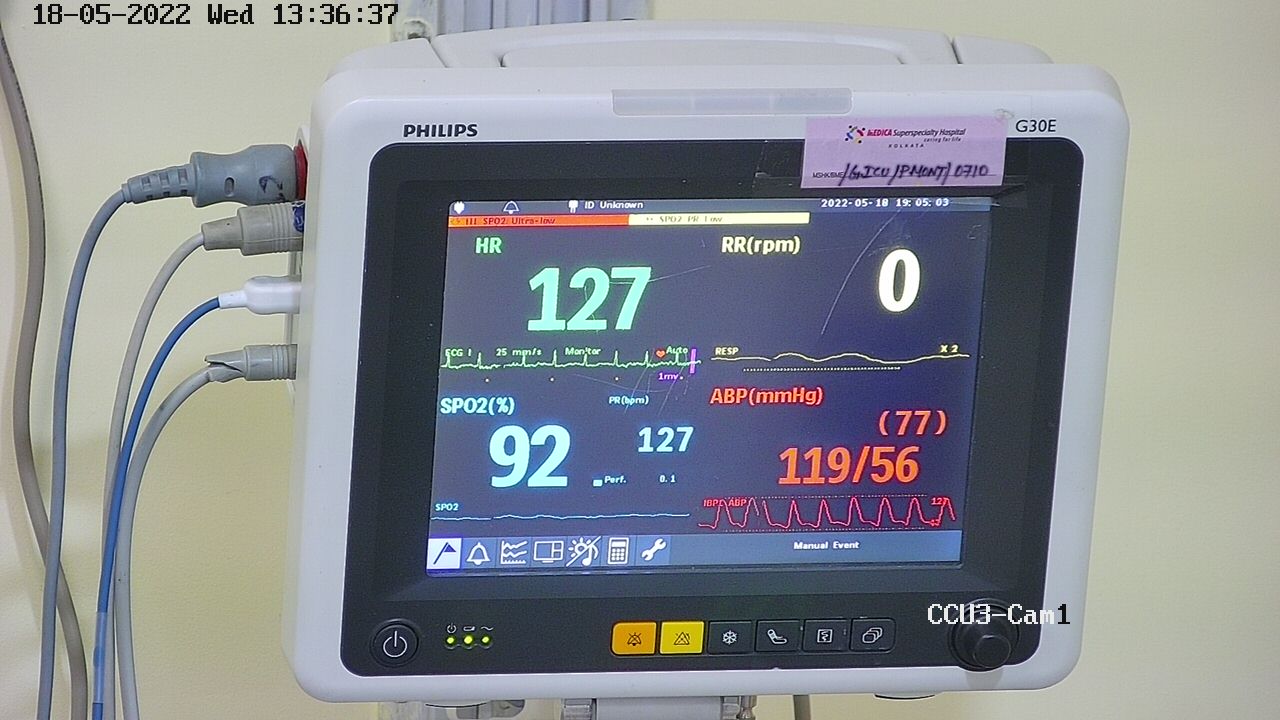 18-05-2022 Wed 13:36:37
PHILIPS
G30E
MEDICA Superspecialty Hospital
caring for life
KOLKATA
ID Unknown
2022-05-18 19:05:03
!!! SPO2 Ultra-low
SPO2 PR Low
HR
127
RR(rpm)
0
ECG I 25 mm/s Monitor Auto
1mv
RESP
X 2
SPO2(%)
PR(bpm)
92
127
Perf. 0.1
ABP(mmHg)
(77)
119/56
SPO2
IBP ABP
127
Manual Event
CCU3-Cam1